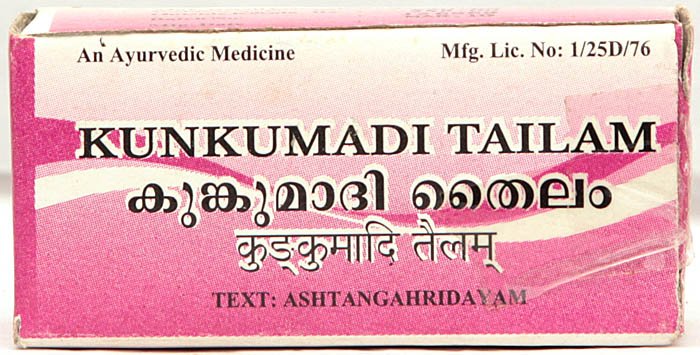 An Ayurvedic Medicine
Mfg. Lic. No: 1/25D/76
KUNKUMADI TAILAM
കുങ്കുമാദി തൈലം
कुङ्कुमादि तैलम्
TEXT: ASHTANGAHRIDAYAM